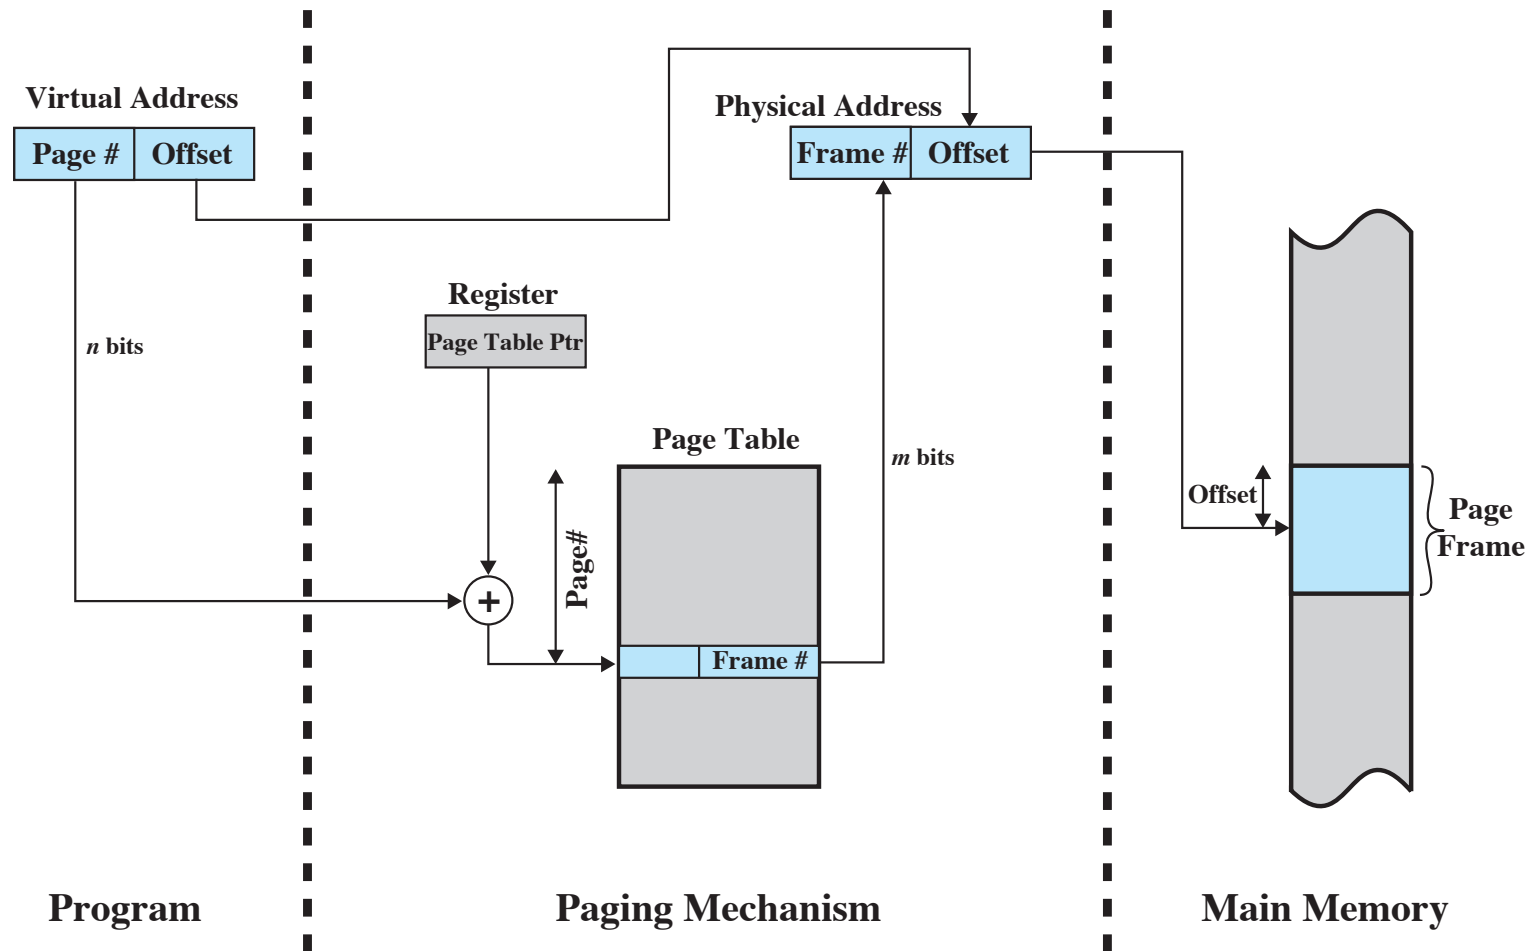 Virtual Address
Page # Offset
Physical Address
Frame # Offset
n bits
Register
Page Table Ptr
Page Table
m bits
Page#
+
Frame #
Offset
Page
Frame
Program
Paging Mechanism
Main Memory